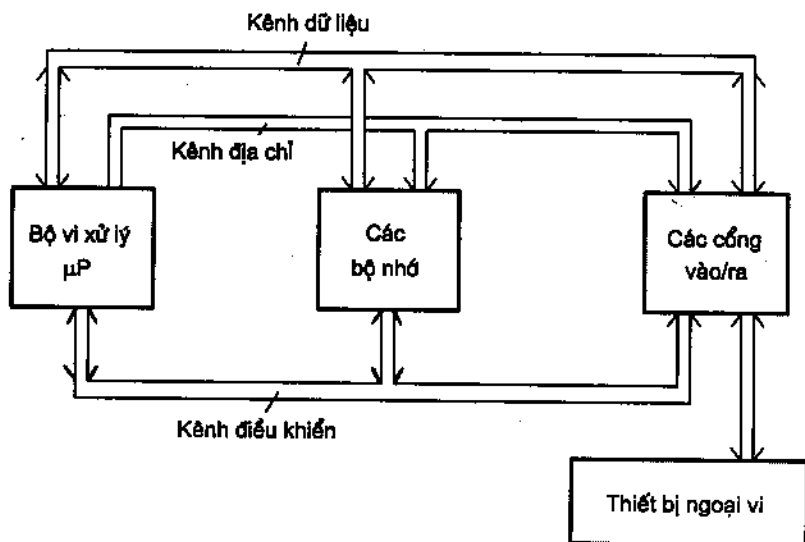 Kênh dữ liệu
Kênh địa chỉ
Bộ vi xử lý
µP
Các
bộ nhớ
Các cổng
vào/ra
Kênh điều khiển
Thiết bị ngoại vi